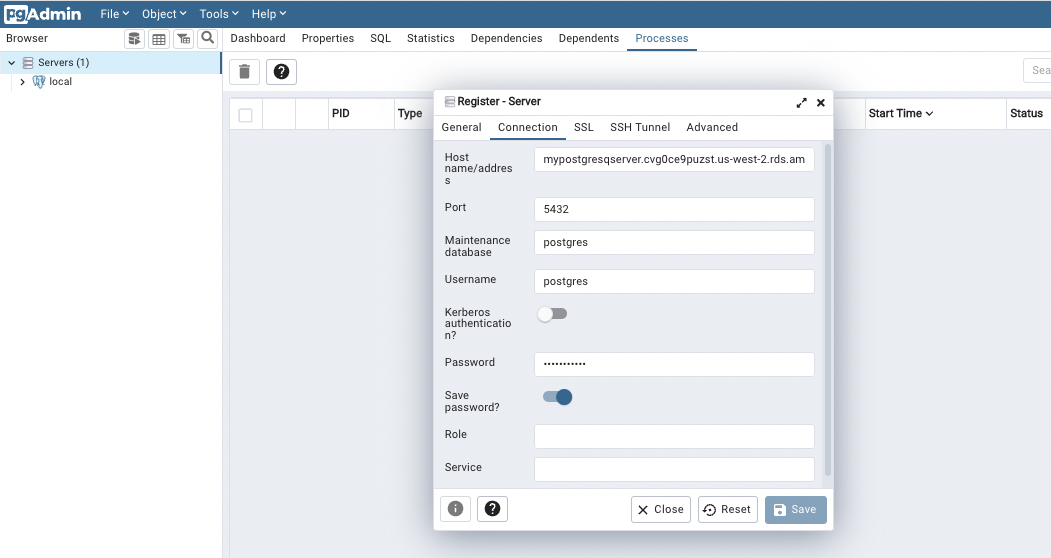 pgAdmin File Object Tools Help
Browser
Dashboard Properties SQL Statistics Dependencies Dependents Processes
Servers (1)
local
Sea
PID Type Start Time Status
Register - Server
General Connection SSL SSH Tunnel Advanced
Host
name/addres
s
mypostgresqserver.cvg0ce9puzst.us-west-2.rds.am
Port
5432
Maintenance
database
postgres
Username
postgres
Kerberos
authenticatio
n?
Password
•••••••••••
Save
password?
Role
Service
Close Reset Save